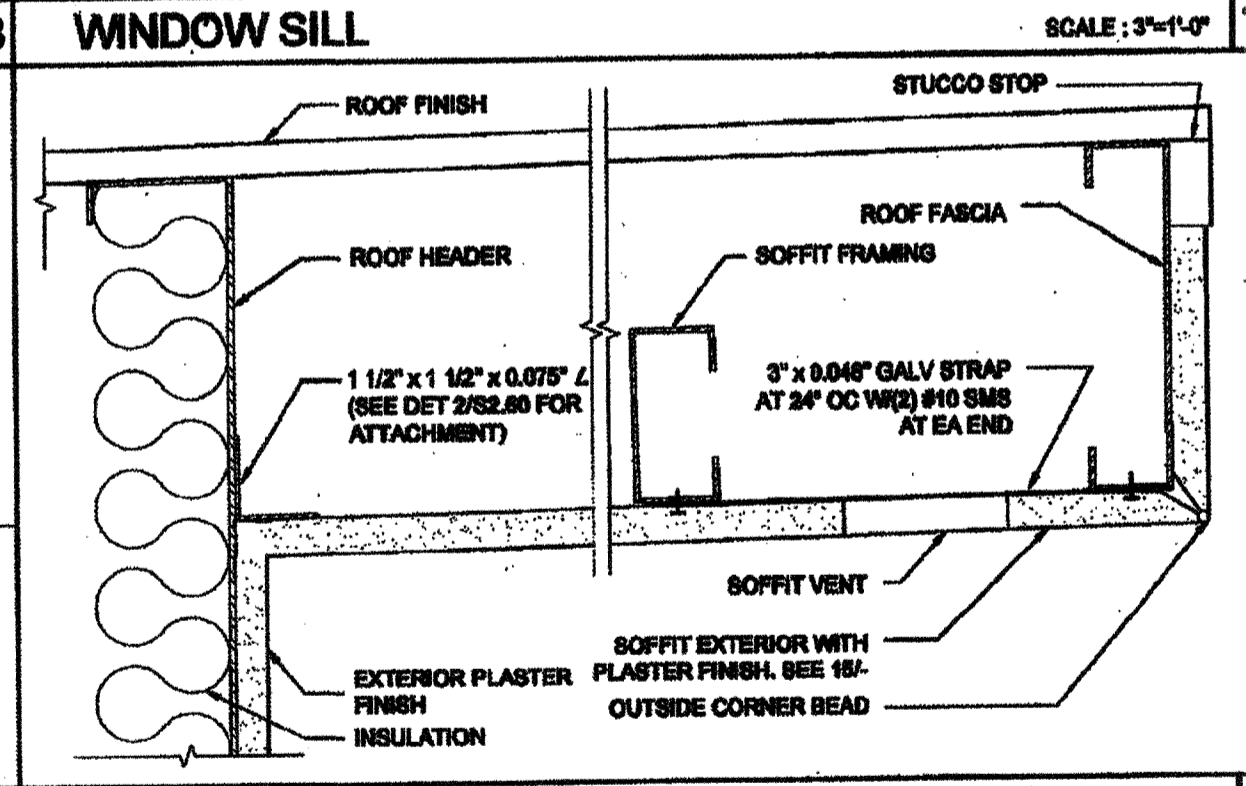 WINDOW SILL
SCALE : 3"=1'-0"
ROOF FINISH
STUCCO STOP
ROOF FASCIA
ROOF HEADER
SOFFIT FRAMING
1 1/2" x 1 1/2" x 0.075" ∠
(SEE DET 2/S2.60 FOR
ATTACHMENT)
3" x 0.046" GALV STRAP
AT 24" OC W/(2) #10 SMS
AT EA END
SOFFIT VENT
SOFFIT EXTERIOR WITH
PLASTER FINISH. SEE 15/-
OUTSIDE CORNER BEAD
EXTERIOR PLASTER
FINISH
INSULATION